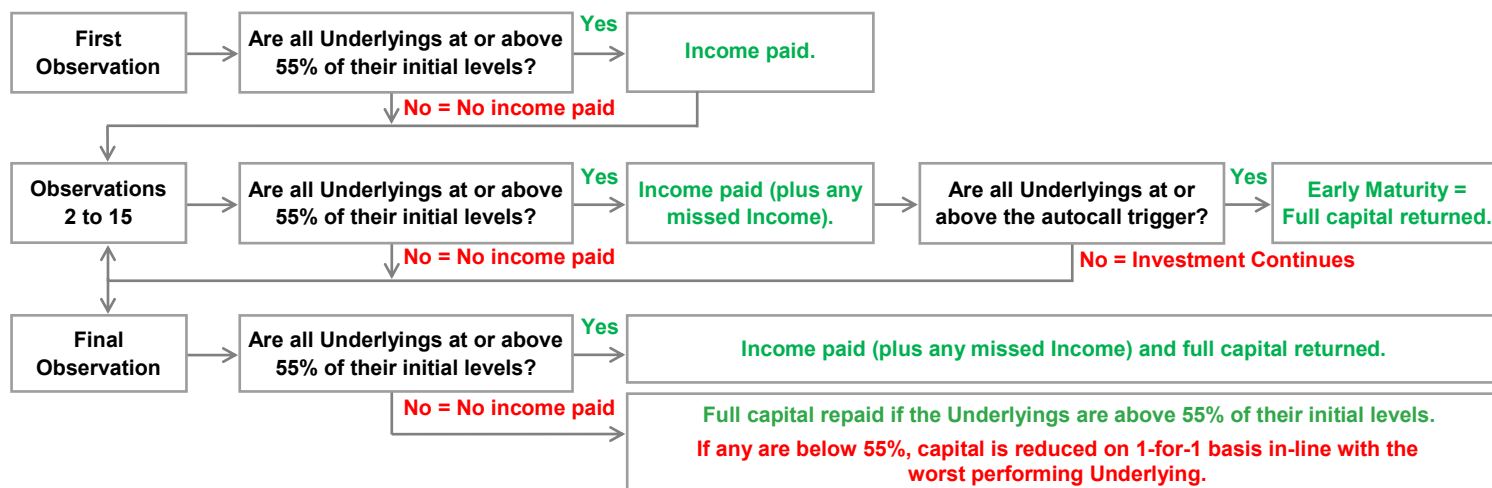 First
Observation
Are all Underlyings at or above
55% of their initial levels?
Yes
Income paid.
No = No income paid
Observations
2 to 15
Are all Underlyings at or above
55% of their initial levels?
Yes
Income paid (plus any
missed Income).
Are all Underlyings at or
above the autocall trigger?
Yes
Early Maturity =
Full capital returned.
No = No income paid
No = Investment Continues
Final
Observation
Are all Underlyings at or above
55% of their initial levels?
Yes
Income paid (plus any missed Income) and full capital returned.
No = No income paid
Full capital repaid if the Underlyings are above 55% of their initial levels.
If any are below 55%, capital is reduced on 1-for-1 basis in-line with the
worst performing Underlying.